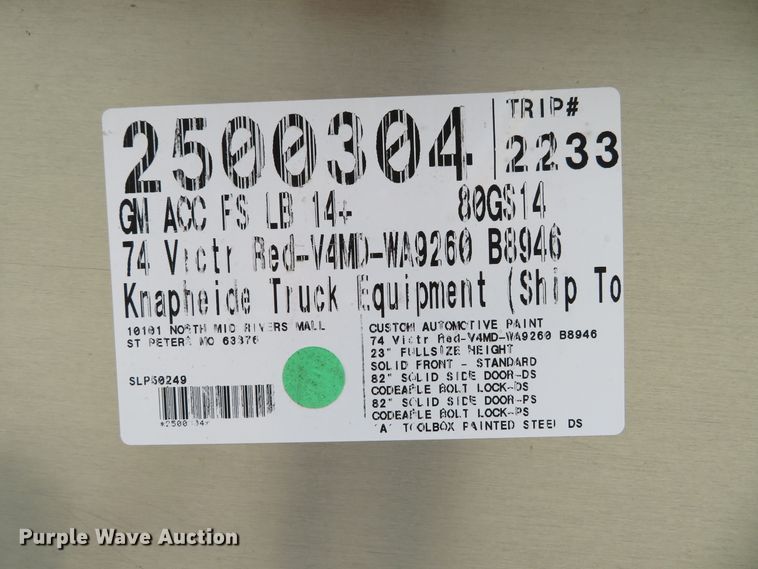 2500304
TRIP#
2233
GM ACC FS LB 14+ 80GS14
74 Victr Red-V4MD-WA9260 B8946
Knapheide Truck Equipment (Ship To
10101 NORTH MID RIVERS MALL
ST PETERS MO 63376
SLP50249
*2500304*
CUSTOM AUTOMOTIVE PAINT
74 Victr Red-V4MD-WA9260 B8946
23" FULLSIZE HEIGHT
SOLID FRONT - STANDARD
82" SOLID SIDE DOOR-DS
CODEABLE BOLT LOCK-DS
82" SOLID SIDE DOOR-PS
CODEABLE BOLT LOCK-PS
'A' TOOLBOX PAINTED STEEL DS
Purple Wave Auction